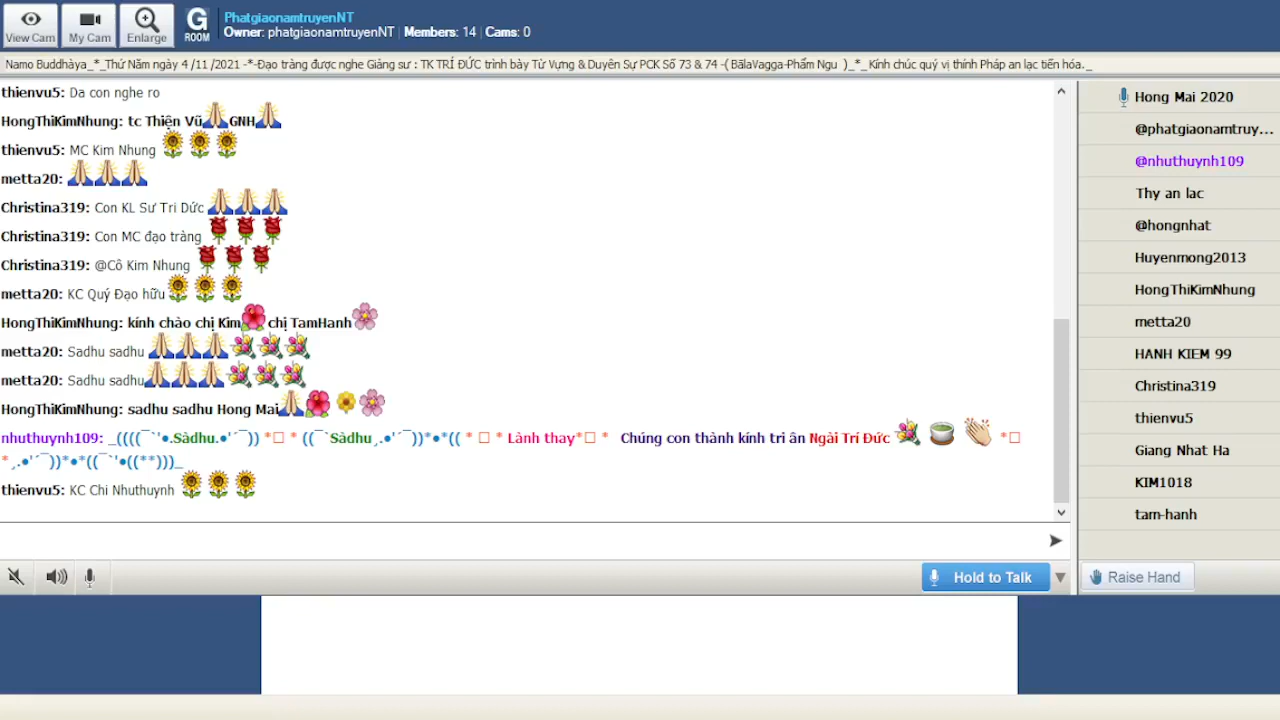 View Cam
My Cam
Enlarge
G
ROOM
PhatgiaonamtruyenNT
Owner: phatgiaonamtruyenNT | Members: 14 | Cams: 0
Namo Buddhàya_*_Thứ Năm ngày 4 /11 /2021 -*-Đạo tràng được nghe Giảng sư : TK TRÍ ĐỨC trình bày Từ Vựng & Duyên Sự PCK Số 73 & 74 -( BãlaVagga-Phẩm Ngu )_*_Kính chúc quý vị thính Pháp an lạc tiến hóa._
thienvu5: Da con nghe ro
HongThiKimNhung: tc Thiện Vũ🙏GNH🙏
thienvu5: MC Kim Nhung 🌻🌻🌻
metta20: 🙏🙏🙏
Christina319: Con KL Sư Tri Dức 🙏🙏🙏
Christina319: Con MC đạo tràng 🌹🌹🌹
Christina319: @Cô Kim Nhung 🌹🌹🌹
metta20: KC Quý Đạo hữu🌻🌻🌻
HongThiKimNhung: kính chào chị Kim🌺chị TamHanh🌸
metta20: Sadhu sadhu 🙏🙏🙏💐💐💐
metta20: Sadhu sadhu🙏🙏🙏💐💐💐
HongThiKimNhung: sadhu sadhu Hong Mai🙏🌺🌼🌸
nhuthuynh109: _((((¯`'●.Sàdhu.●'´¯)) *□ * ((¯`Sàdhu¸.●'´¯))*●*(( * □ * Lành thay*□ * Chúng con thành kính tri ân Ngài Trí Đức 💐 🍵 👏 *□
*¸.●'´¯))*●*((¯`'●((**)))_
thienvu5: KC Chi Nhuthuynh 🌻🌻🌻
Hold to Talk
Hong Mai 2020
@phatgiaonamtruy...
@nhuthuynh109
Thy an lac
@hongnhat
Huyenmong2013
HongThiKimNhung
metta20
HANH KIEM 99
Christina319
thienvu5
Giang Nhat Ha
KIM1018
tam-hanh
Raise Hand